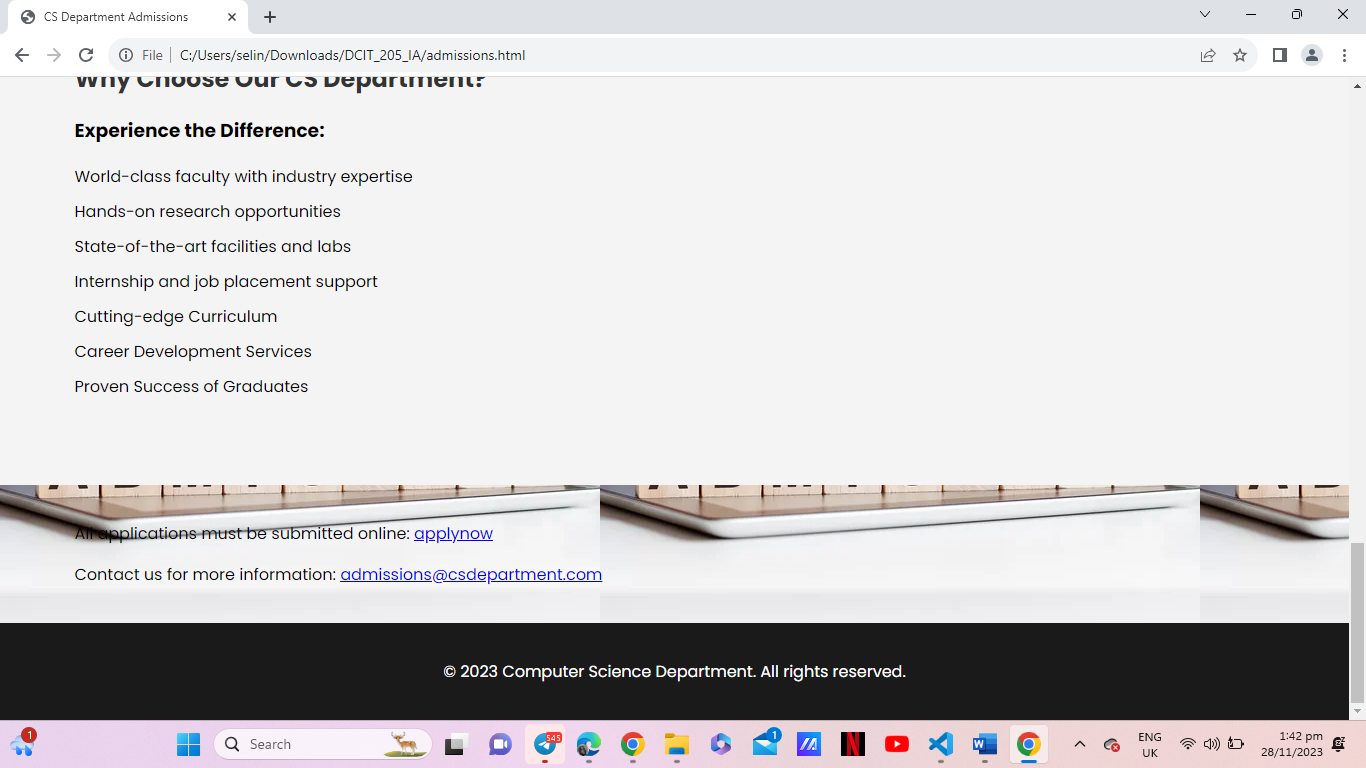 CS Department Admissions
File
C:/Users/selin/Downloads/DCIT_205_IA/admissions.html
Why Choose Our CS Department?
Experience the Difference:
World-class faculty with industry expertise
Hands-on research opportunities
State-of-the-art facilities and labs
Internship and job placement support
Cutting-edge Curriculum
Career Development Services
Proven Success of Graduates
All applications must be submitted online: applynow
Contact us for more information: admissions@csdepartment.com
© 2023 Computer Science Department. All rights reserved.
1
Search
545
1
ENG
UK
1:42 pm
28/11/2023